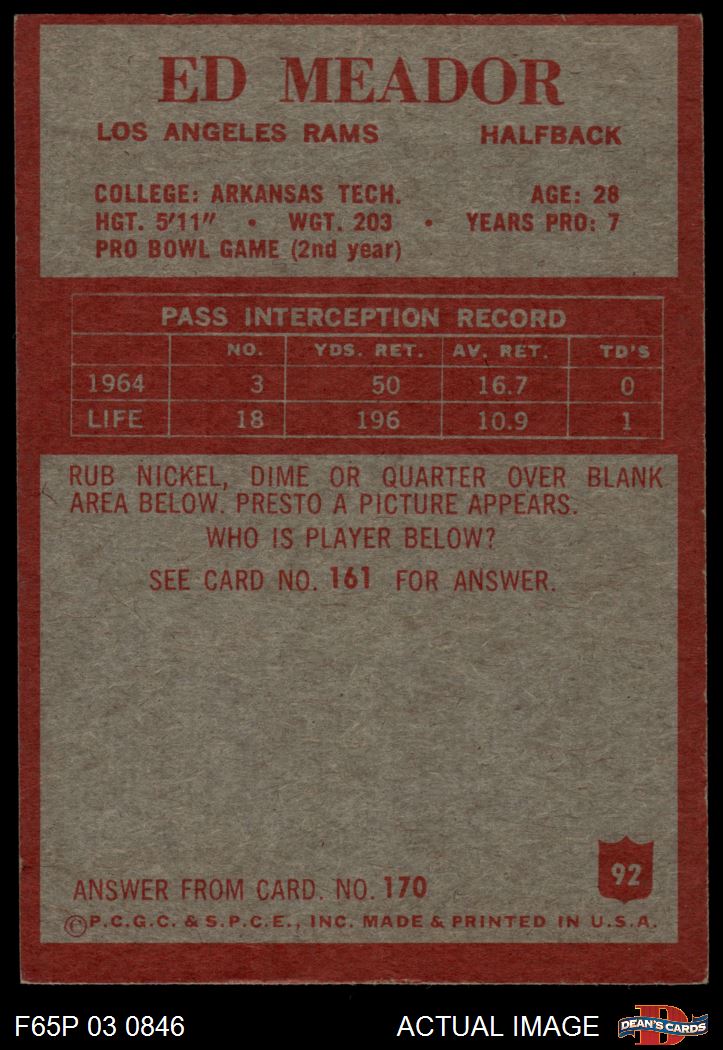 ED MEADOR
LOS ANGELES RAMS HALFBACK
COLLEGE: ARKANSAS TECH. AGE: 28
HGT. 5'11" • WGT. 203 • YEARS PRO: 7
PRO BOWL GAME (2nd year)
PASS INTERCEPTION RECORD
NO. YDS. RET. AV. RET. TD'S
1964 3 50 16.7 0
LIFE 18 196 10.9 1
RUB NICKEL, DIME OR QUARTER OVER BLANK
AREA BELOW. PRESTO A PICTURE APPEARS.
WHO IS PLAYER BELOW?
SEE CARD NO. 161 FOR ANSWER.
92
ANSWER FROM CARD. NO. 170
©P.C.G.C. & S.P.C.E., INC. MADE & PRINTED IN U.S.A.
F65P 03 0846 ACTUAL IMAGE
D
DEAN'S CARDS